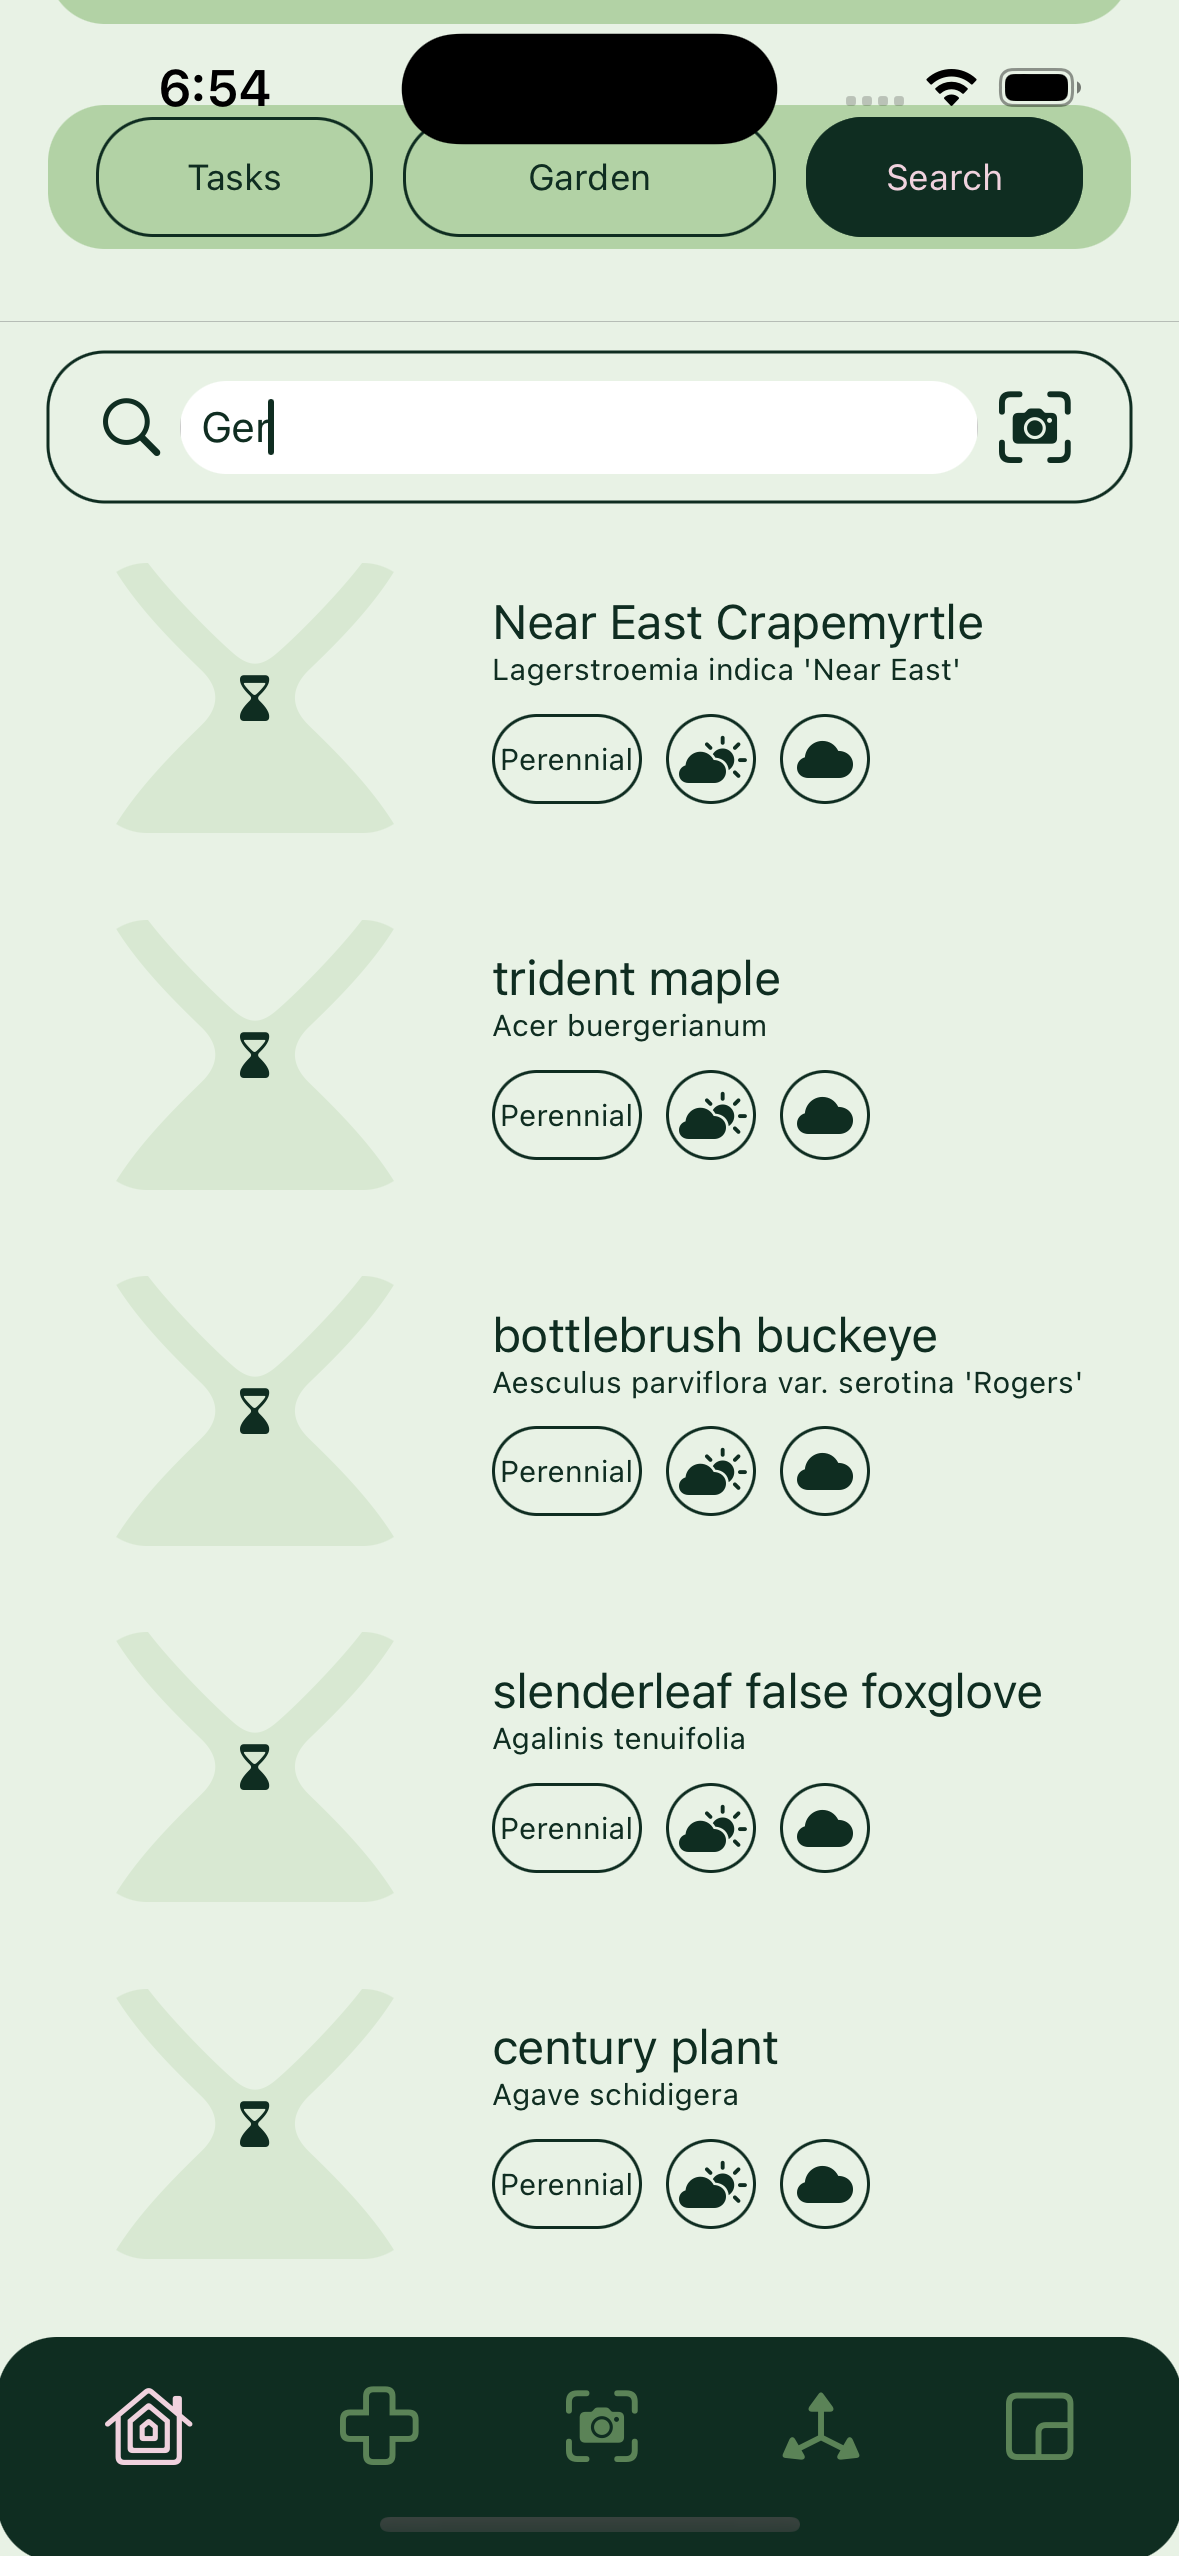 6:54
Tasks
Garden
Search
Ger
Near East Crapemyrtle
Lagerstroemia indica 'Near East'
Perennial
trident maple
Acer buergerianum
Perennial
bottlebrush buckeye
Aesculus parviflora var. serotina 'Rogers'
Perennial
slenderleaf false foxglove
Agalinis tenuifolia
Perennial
century plant
Agave schidigera
Perennial